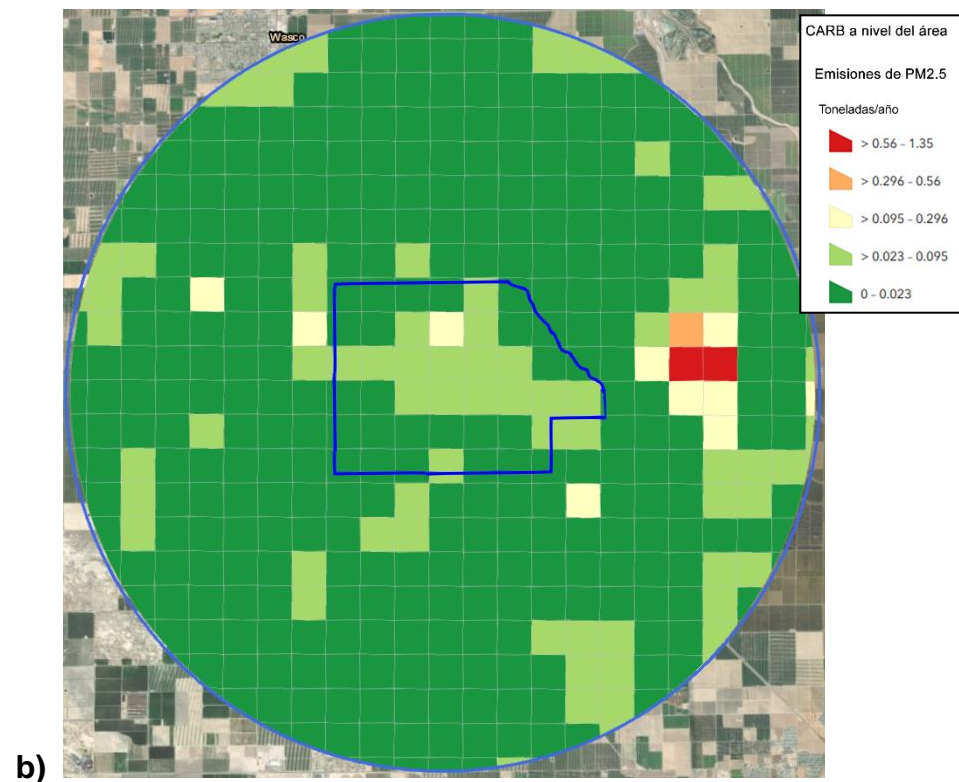 Wasco
CARB a nivel del área
Emisiones de PM2.5
Toneladas/año
> 0.56 – 1.35
> 0.296 – 0.56
> 0.095 – 0.296
> 0.023 – 0.095
0 – 0.023
b)